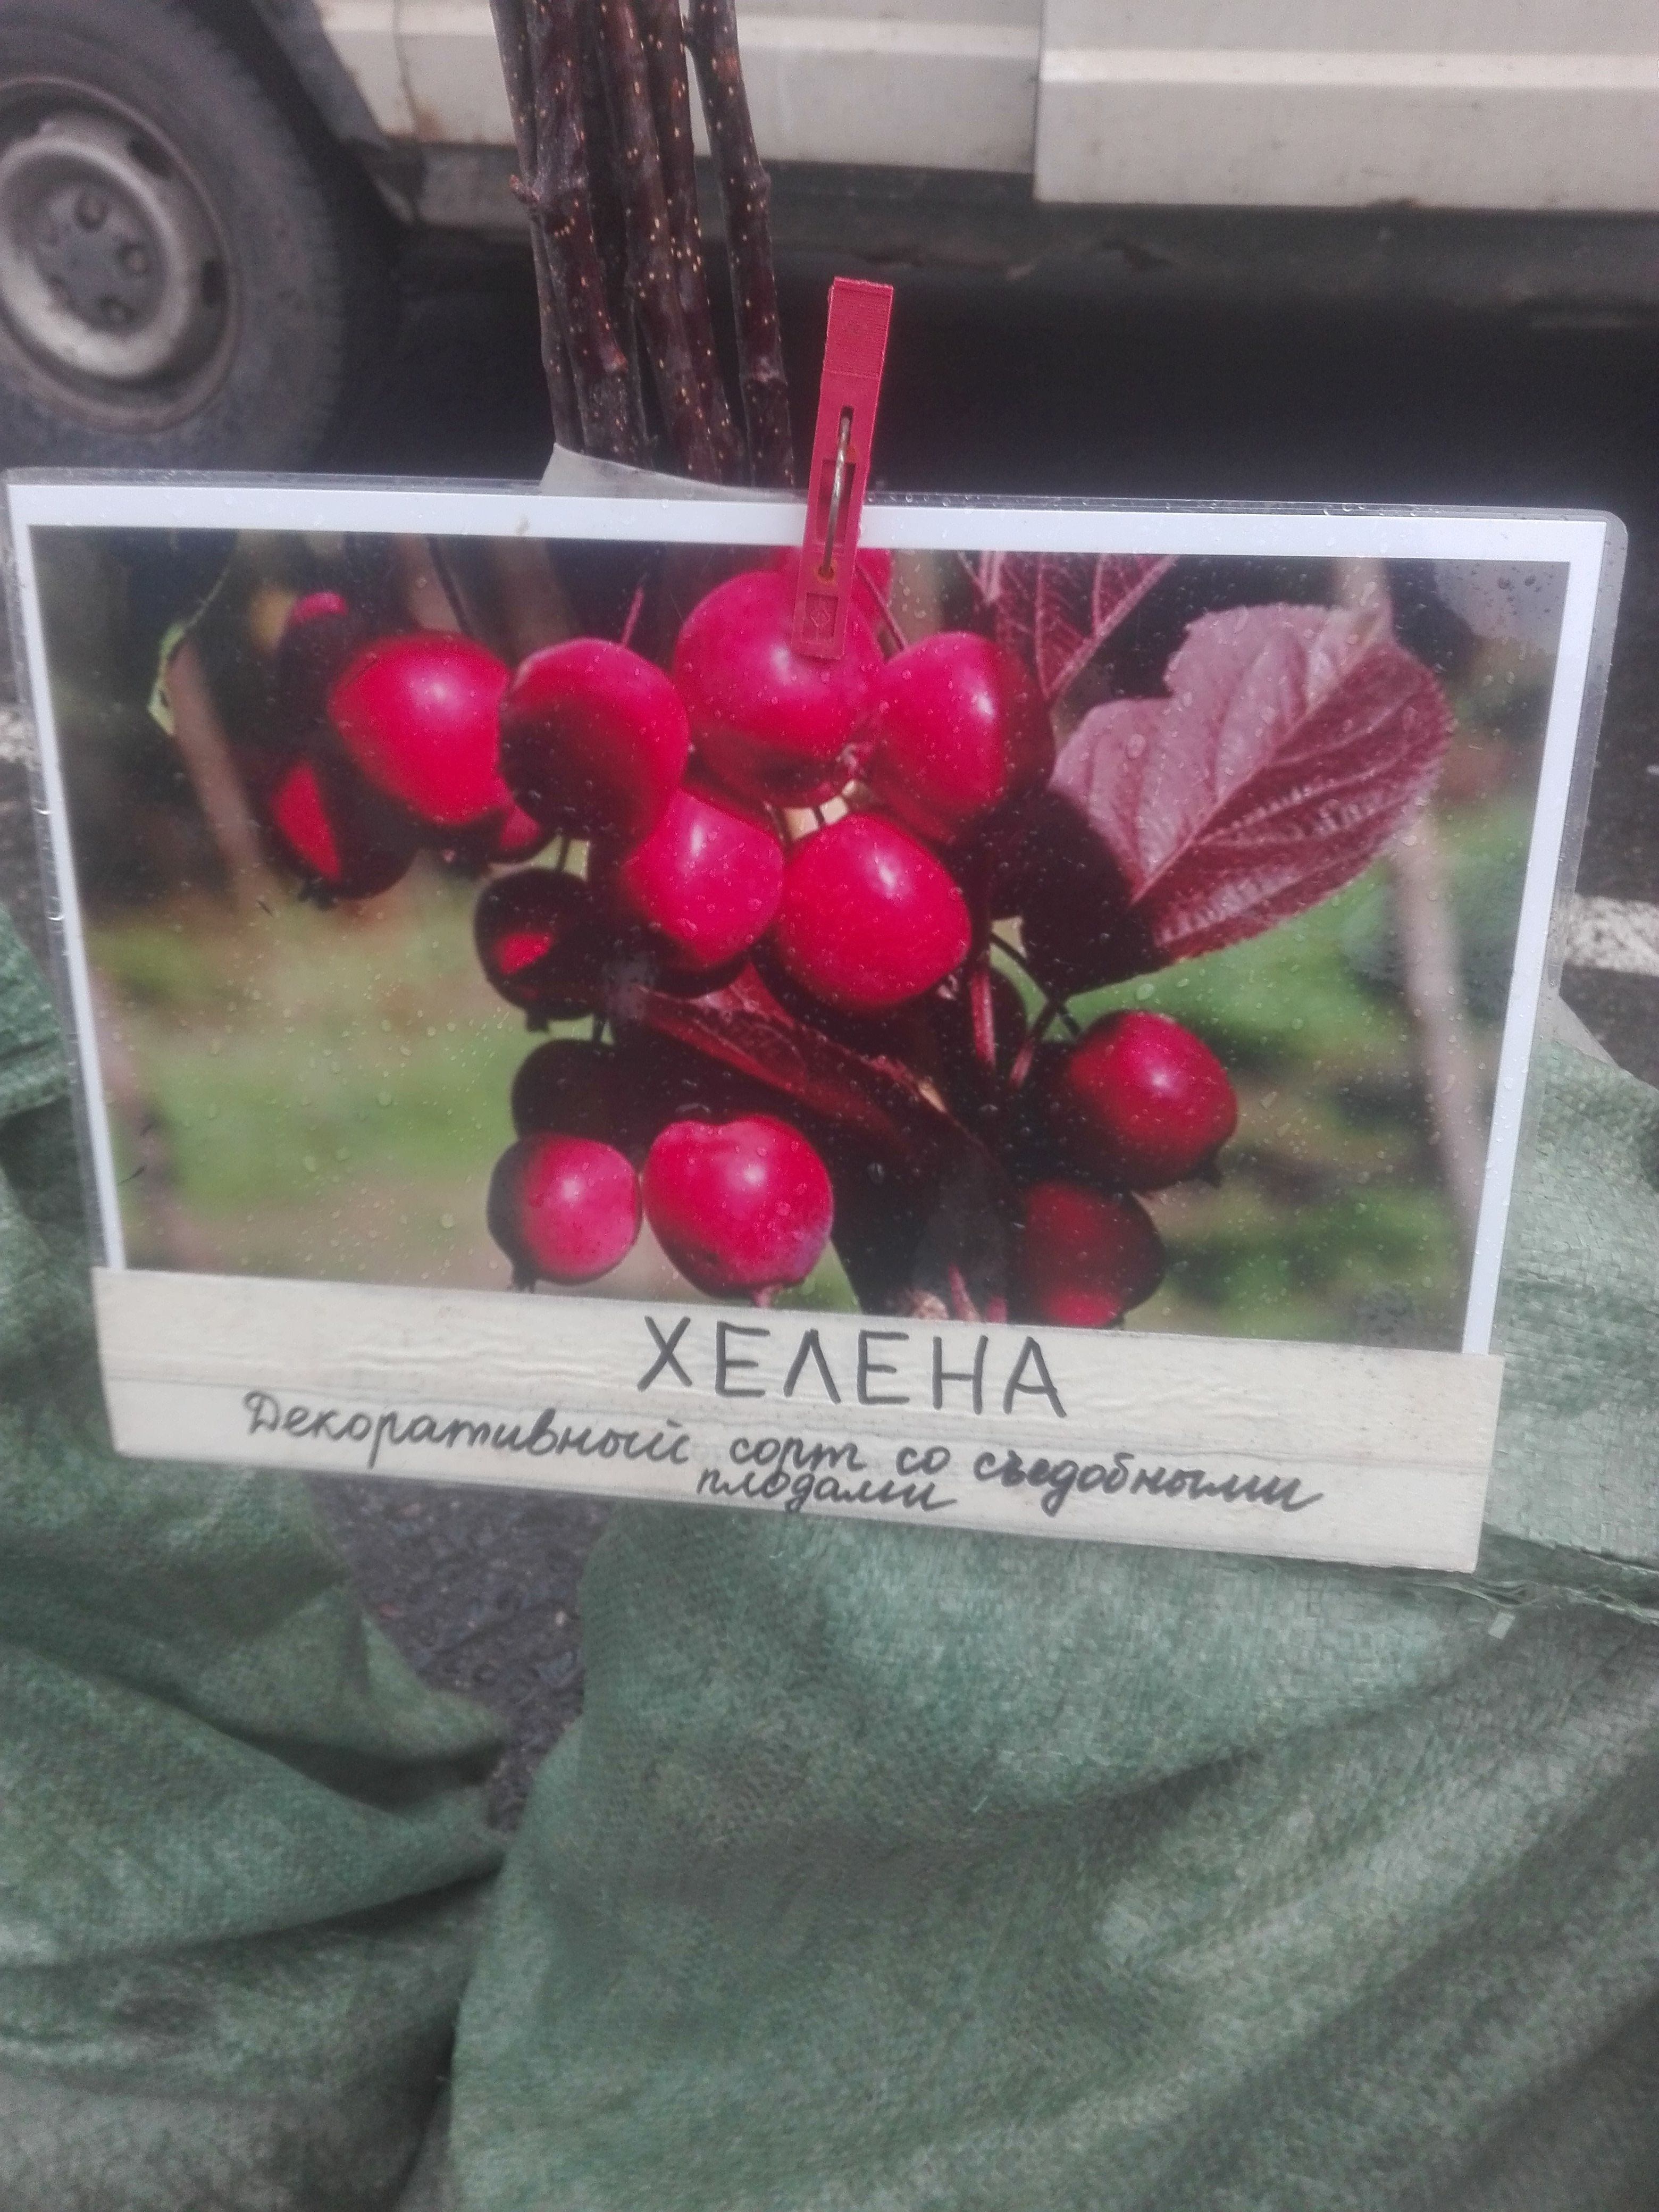 ХЕЛЕНА
Декоративный сорт со съедобными
плодами